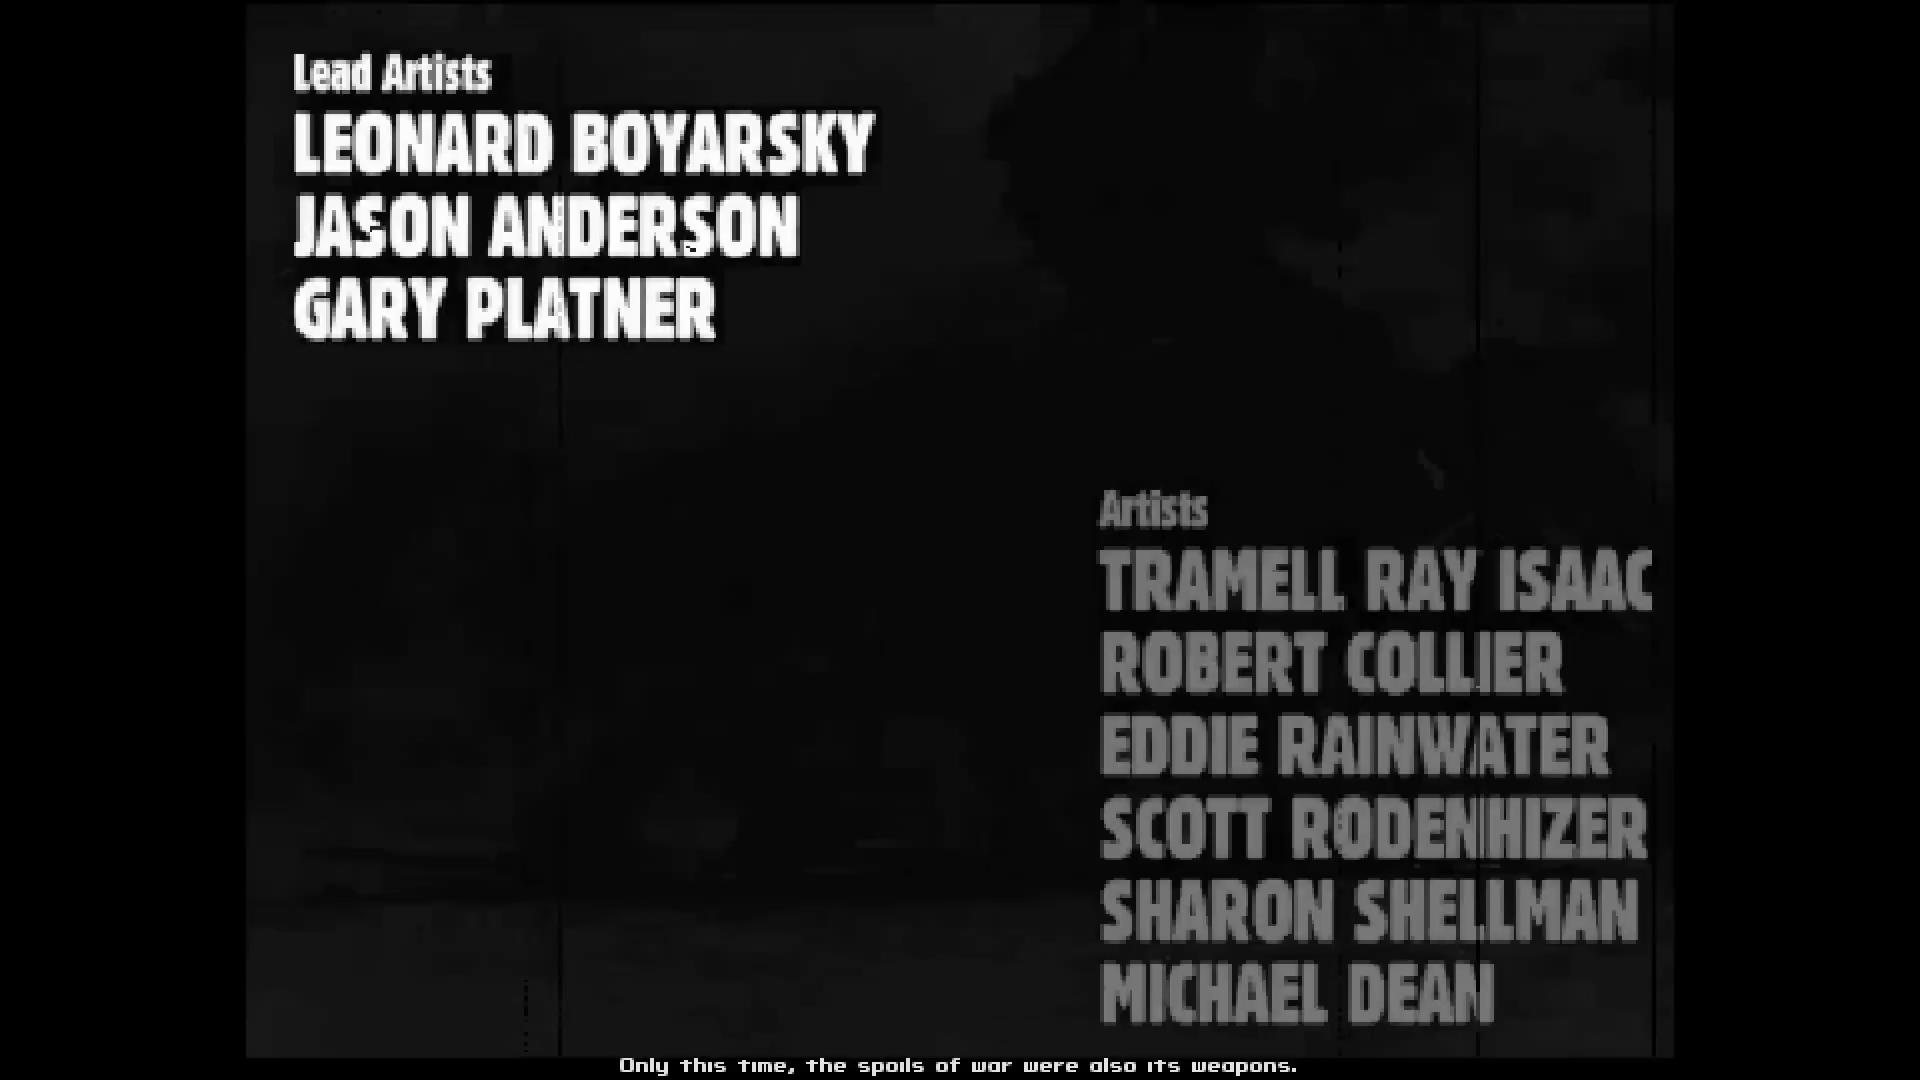 Lead Artists
LEONARD BOYARSKY
JASON ANDERSON
GARY PLATNER
Artists
TRAMELL RAY ISAAC
ROBERT COLLIER
EDDIE RAINWATER
SCOTT RODENHIZER
SHARON SHELLMAN
MICHAEL DEAN
Only this time, the spoils of war were also its weapons.